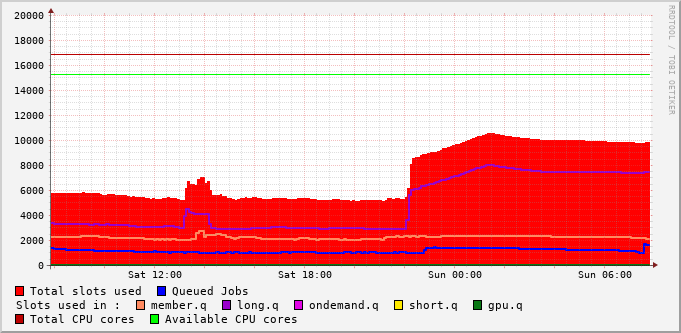 20000
18000
16000
14000
12000
10000
8000
6000
4000
2000
0
Sat 12:00 Sat 18:00 Sun 00:00 Sun 06:00
Total slots used Queued Jobs
Slots used in : member.q long.q ondemand.q short.q gpu.q
Total CPU cores Available CPU cores
RRDTOOL / TOBI OETIKER